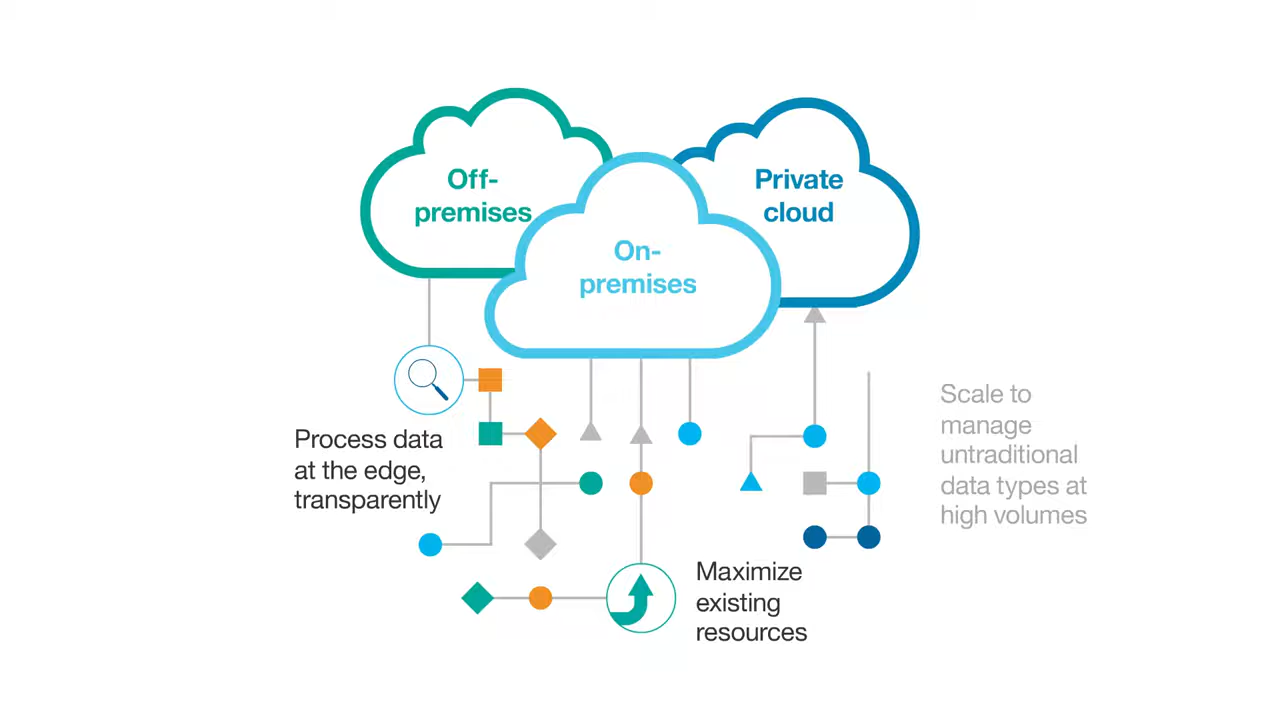 Off-
premises
Private
cloud
On-
premises
Process data
at the edge,
transparently
Scale to
manage
untraditional
data types at
high volumes
Maximize
existing
resources